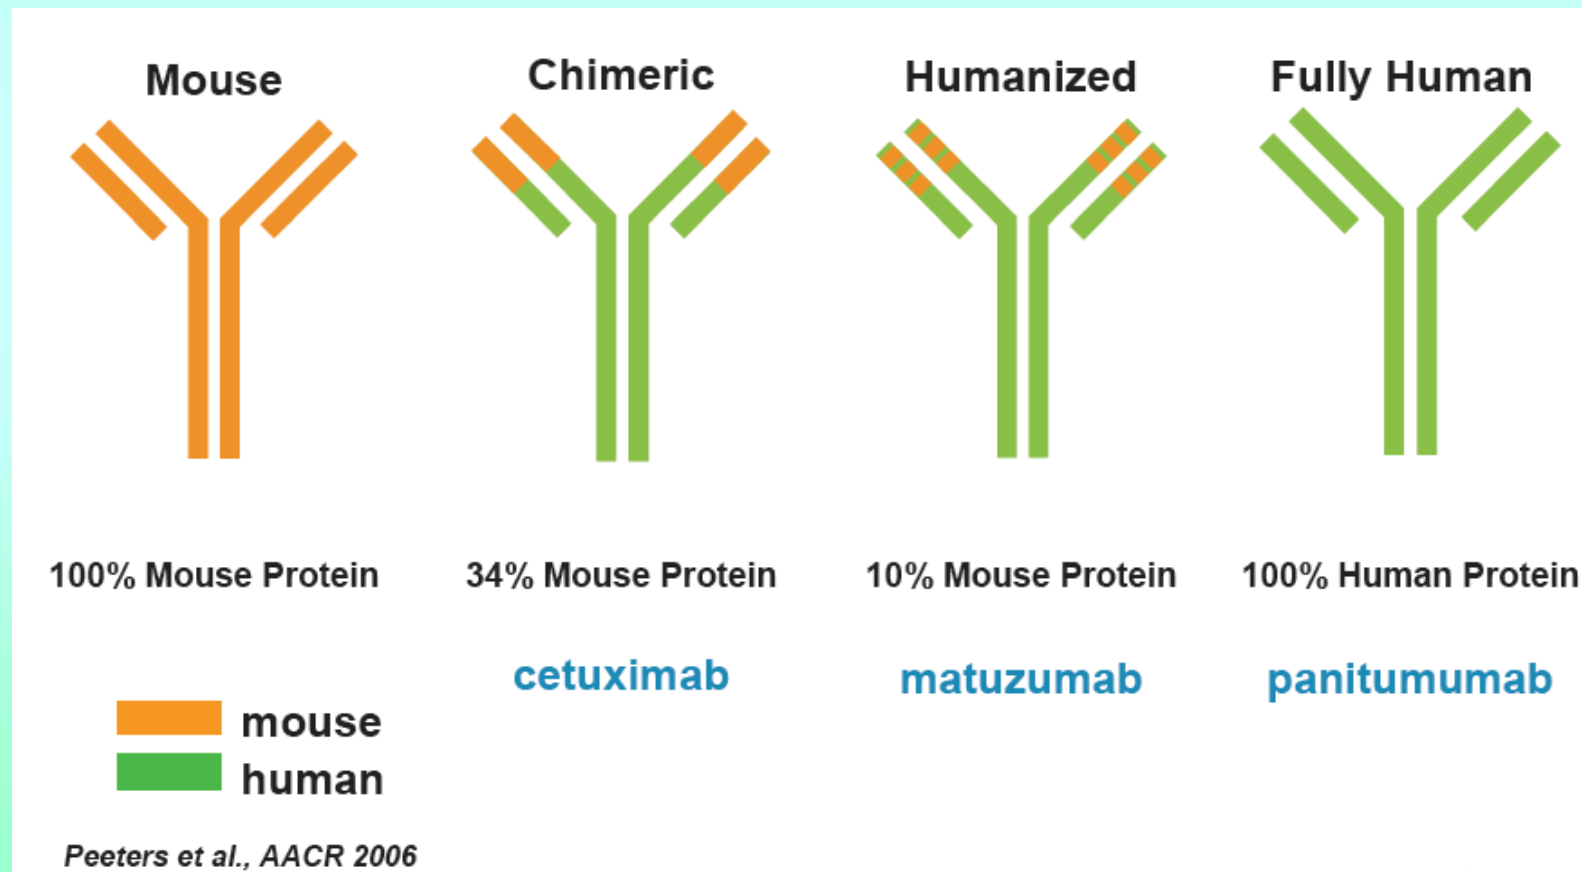 Mouse
Chimeric
Humanized
Fully Human
100% Mouse Protein
34% Mouse Protein
10% Mouse Protein
100% Human Protein
cetuximab
matuzumab
panitumumab
mouse
human
Peeters et al., AACR 2006